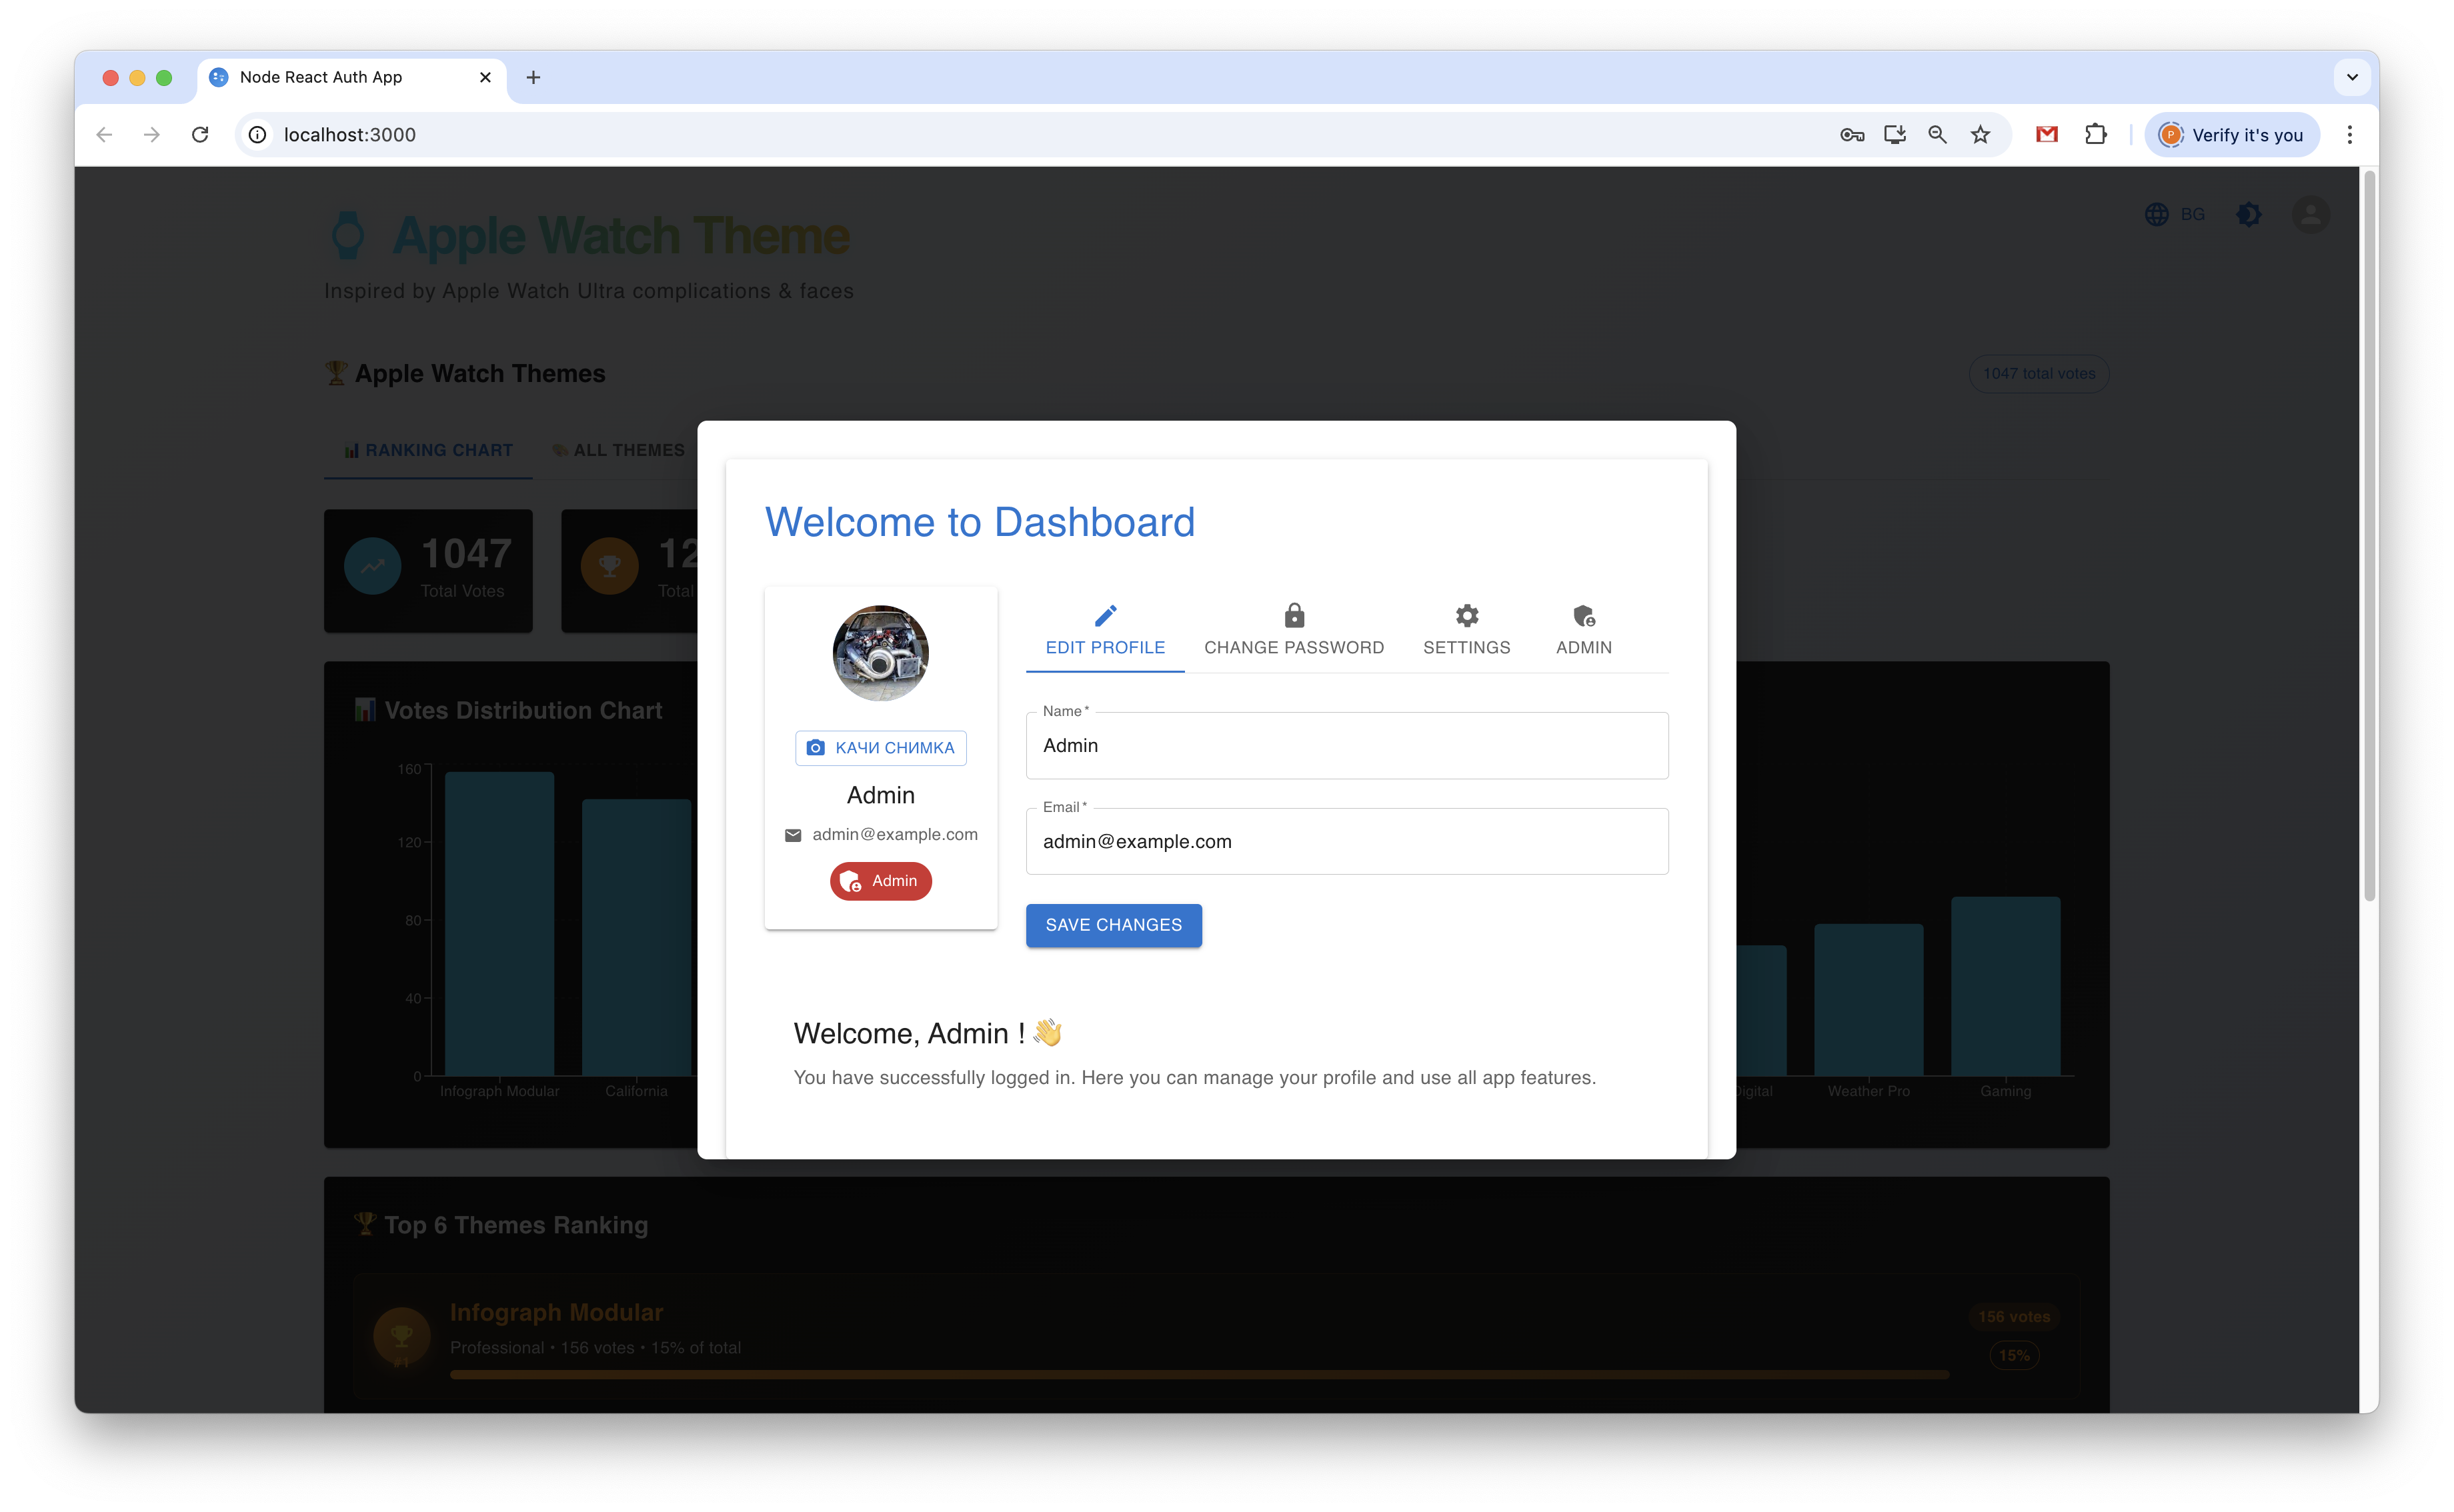 Node React Auth App
localhost:3000
Verify it's you
P
Apple Watch Theme
BG
Inspired by Apple Watch Ultra complications & faces
Apple Watch Themes
1047 total votes
RANKING CHART
ALL THEMES
1047
Total Votes
12
Total
Votes Distribution Chart
160
120
80
40
0
Infograph Modular
California
Digital
Weather Pro
Gaming
Welcome to Dashboard
КАЧИ СНИМКА
Admin
admin@example.com
Admin
EDIT PROFILE
CHANGE PASSWORD
SETTINGS
ADMIN
Name *
Admin
Email *
admin@example.com
SAVE CHANGES
Welcome, Admin ! 👋
You have successfully logged in. Here you can manage your profile and use all app features.
Top 6 Themes Ranking
#1
Infograph Modular
Professional • 156 votes • 15% of total
156 votes
15%